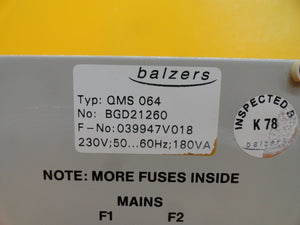 balzers
Typ: QMS 064
No: BGD21260
F-No:039947V018
230V;50...60Hz;180VA
INSPECTED B
K 78
balzers
NOTE: MORE FUSES INSIDE
MAINS
F1 F2